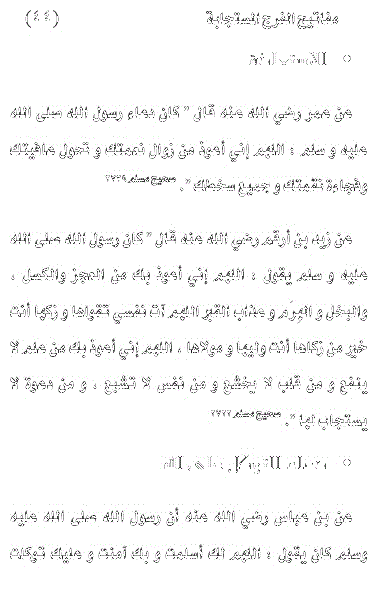 مفاتيح الفرج المستجابة (٤٤)
عن عمر رضي الله عنه قال " كان دعاء رسول الله صلى الله
عليه و سلم : اللهم إني أعوذ من زوال نعمتك و تحول عافيتك
وفجاءة نقمتك و جميع سخطك ". صحيح مسلم ٢٧٣٩
عن زيد بن أرقم رضي الله عنه قال " كان رسول الله صلى الله
عليه و سلم يقول : اللهم إني أعوذ بك من العجز والكسل ،
والبخل و الهرم و عذاب القبر اللهم آت نفسي تقواها و زكها أنت
خير من زكاها أنت وليها و مولاها ، اللهم إني أعوذ بك من علم لا
ينفع و من قلب لا يخشع و من نفس لا تشبع ، و من دعوة لا
يستجاب لها ". صحيح مسلم ٢٧٢٢
عن بن عباس رضي الله عنه أن رسول الله صلى الله عليه
وسلم كان يقول : اللهم لك أسلمت و بك آمنت و عليك توكلت